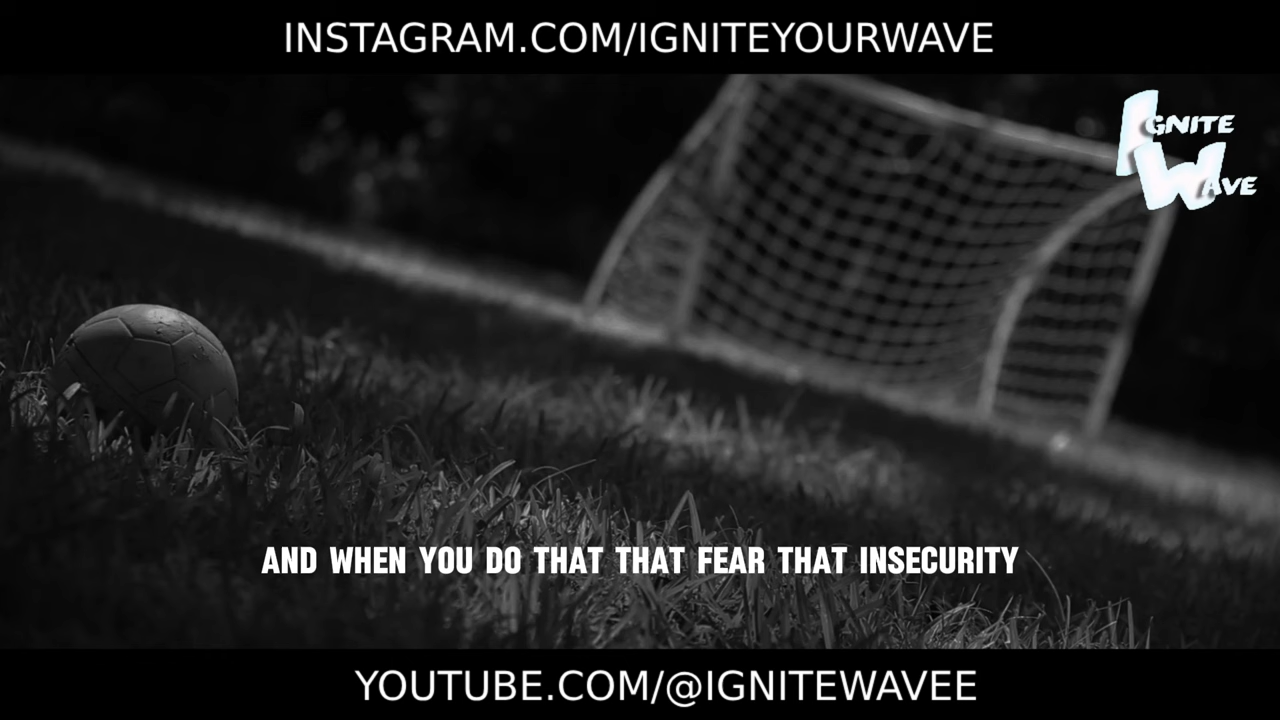 INSTAGRAM.COM/IGNITEYOURWAVE
IGNITE
WAVE
AND WHEN YOU DO THAT THAT FEAR THAT INSECURITY
YOUTUBE.COM/@IGNITEWAVEE